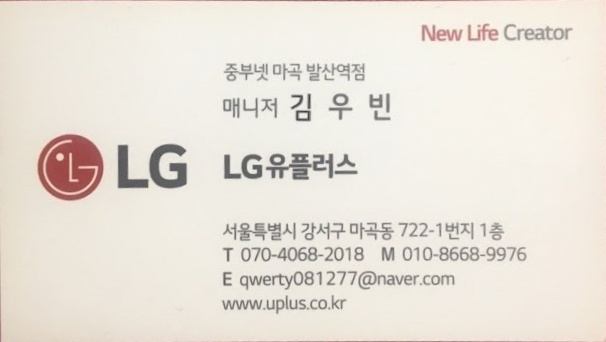 New Life Creator
중부넷 마곡 발산역점
매니저 김우빈
LG LG유플러스
서울특별시 강서구 마곡동 722-1번지 1층
T 070-4068-2018 M 010-8668-9976
E qwerty081277@naver.com
www.uplus.co.kr